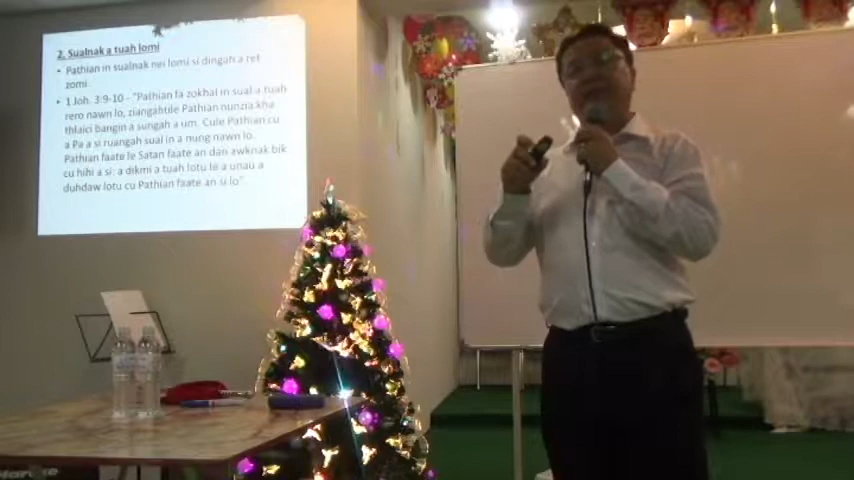 2. Sualnak a tuah lomi
• Pathian in sualnak nei lomi si dingah a ret
zomi.
• 1 Joh. 3:9-10 - "Pathian fa zokhal in sual a tuah
rero nawn lo, ziangahtile Pathian nunzia kha
thlaici bangin a sungah a um. Cule Pathian cu
a Pa a si ruangah sual in a nung nawn lo.
Pathian faate le Satan faate an dan awknak bik
cu hihi a si: a dikmi a tuah lotu le a unau a
duhdaw lotu cu Pathian faate an si lo".